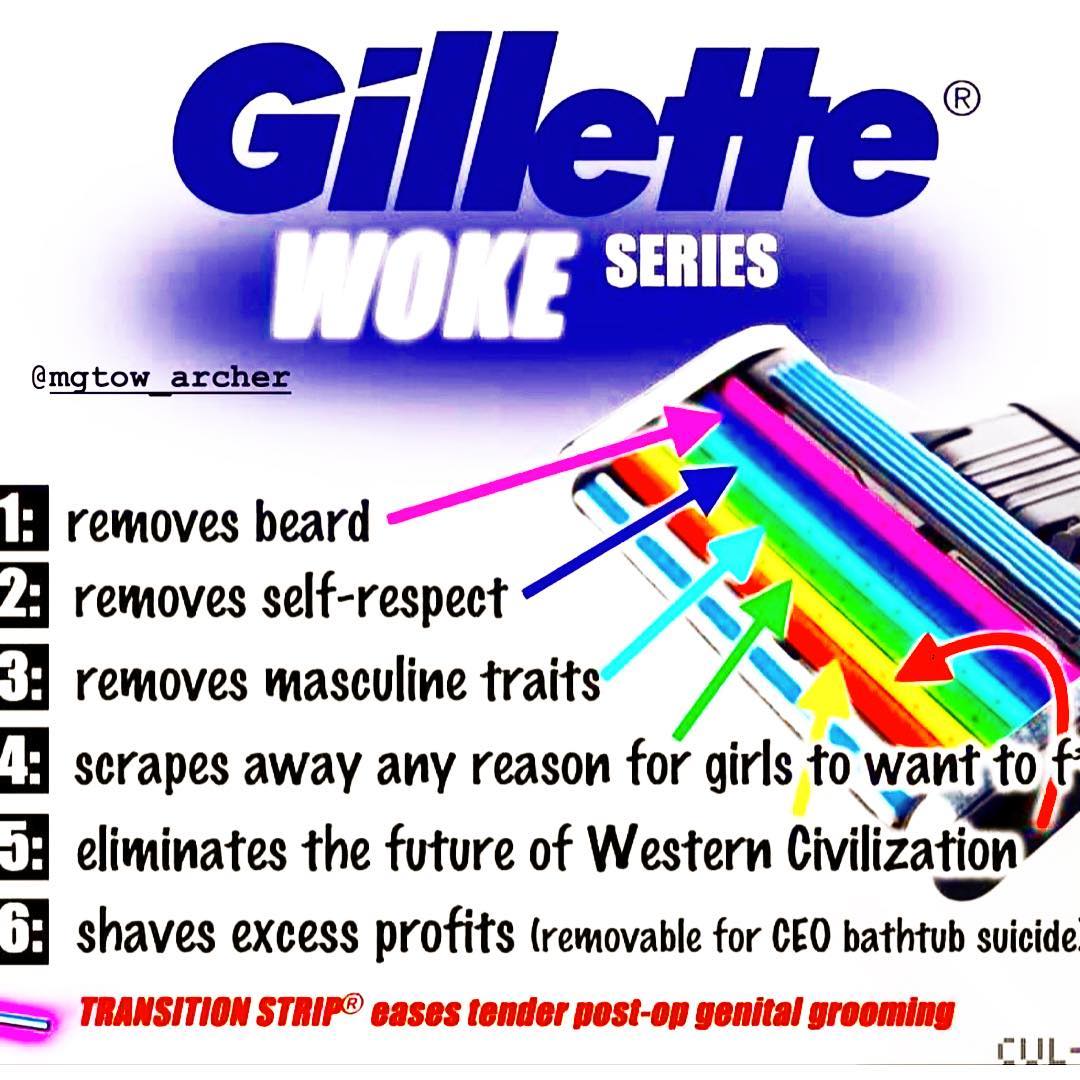 Gillette®
WOKE SERIES
@mgtow_archer
1: removes beard
2: removes self-respect
3: removes masculine traits
4: scrapes away any reason for girls to want to
5: eliminates the future of Western Civilization
6: shaves excess profits (removable for CEO bathtub suicide)
TRANSITION STRIP® eases tender post-op genital grooming
CUL-